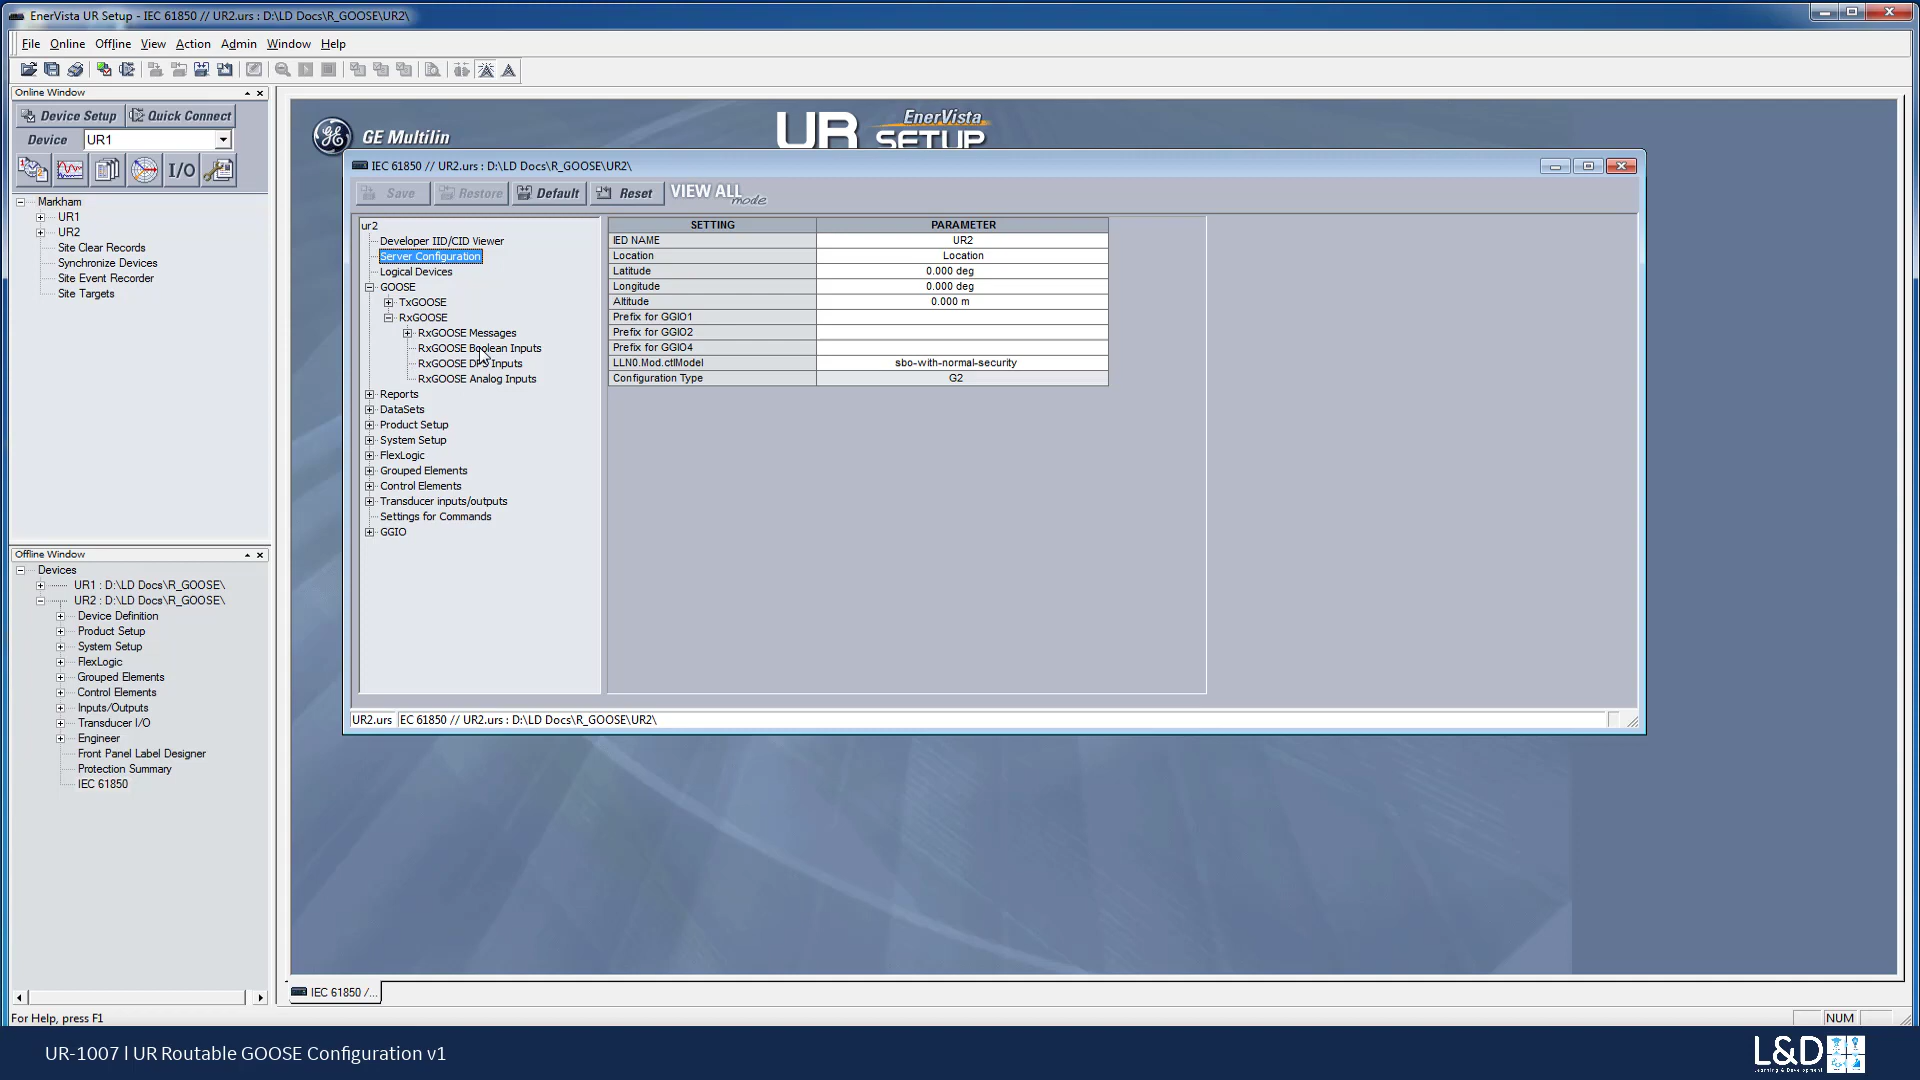 EnerVista UR Setup - IEC 61850 // UR2.urs : D:\LD Docs\R_GOOSE\UR2\
File Online Offline View Action Admin Window Help
Online Window
Device Setup Quick Connect
Device UR1
I/O
Markham
UR1
UR2
Site Clear Records
Synchronize Devices
Site Event Recorder
Site Targets
Offline Window
Devices
UR1 : D:\LD Docs\R_GOOSE\
UR2 : D:\LD Docs\R_GOOSE\
Device Definition
Product Setup
System Setup
FlexLogic
Grouped Elements
Control Elements
Inputs/Outputs
Transducer I/O
Engineer
Front Panel Label Designer
Protection Summary
IEC 61850
GE Multilin
UR EnerVista SETUP
IEC 61850 // UR2.urs : D:\LD Docs\R_GOOSE\UR2\
Save Restore Default Reset VIEW ALL mode
ur2
Developer IID/CID Viewer
Server Configuration
Logical Devices
GOOSE
TxGOOSE
RxGOOSE
RxGOOSE Messages
RxGOOSE Boolean Inputs
RxGOOSE DPS Inputs
RxGOOSE Analog Inputs
Reports
DataSets
Product Setup
System Setup
FlexLogic
Grouped Elements
Control Elements
Transducer inputs/outputs
Settings for Commands
GGIO
SETTING PARAMETER
IED NAME UR2
Location Location
Latitude 0.000 deg
Longitude 0.000 deg
Altitude 0.000 m
Prefix for GGIO1
Prefix for GGIO2
Prefix for GGIO4
LLN0.Mod.ctlModel sbo-with-normal-security
Configuration Type G2
UR2.urs EC 61850 // UR2.urs : D:\LD Docs\R_GOOSE\UR2\
IEC 61850 /...
For Help, press F1
NUM
UR-1007 l UR Routable GOOSE Configuration v1
L&D
Learning & Development